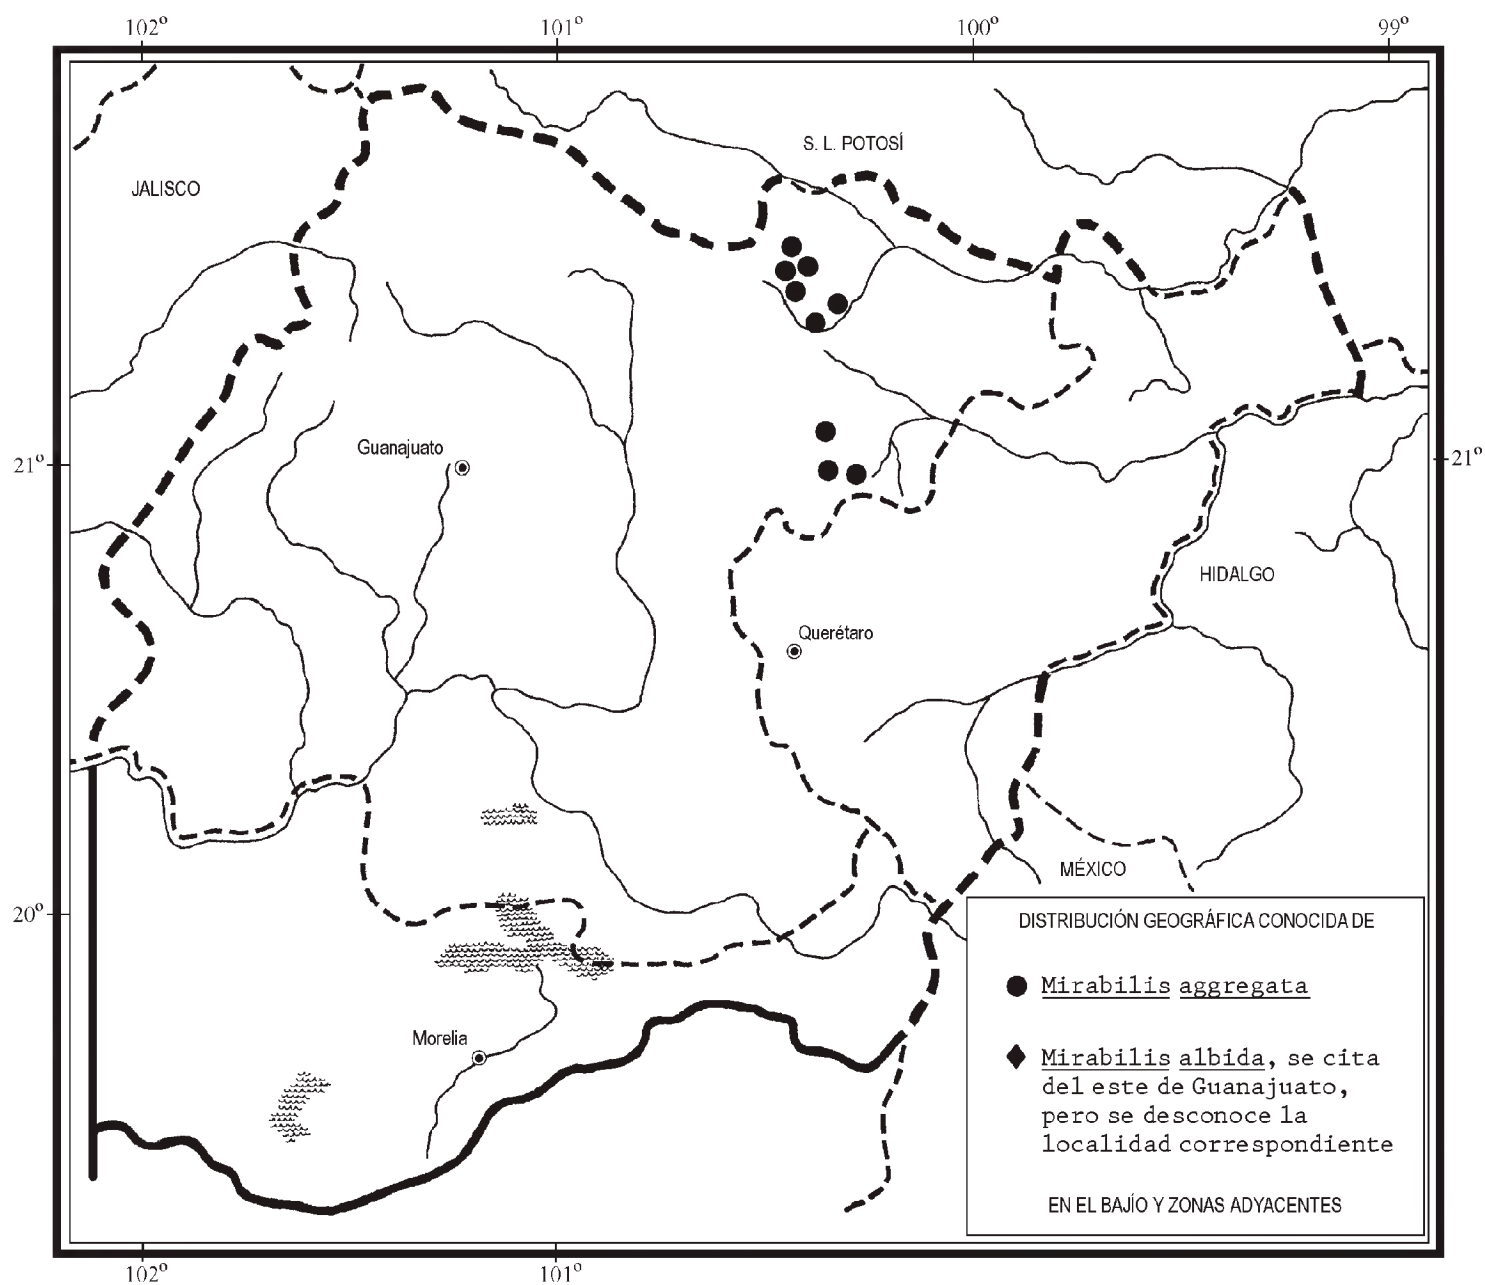 102º 101º 100º 99º
S. L. POTOSÍ
JALISCO
Guanajuato
21º 21º
HIDALGO
Querétaro
MÉXICO
20º
DISTRIBUCIÓN GEOGRÁFICA CONOCIDA DE
Mirabilis aggregata
Morelia
Mirabilis albida, se cita
del este de Guanajuato,
pero se desconoce la
localidad correspondiente
EN EL BAJÍO Y ZONAS ADYACENTES
102º 101º